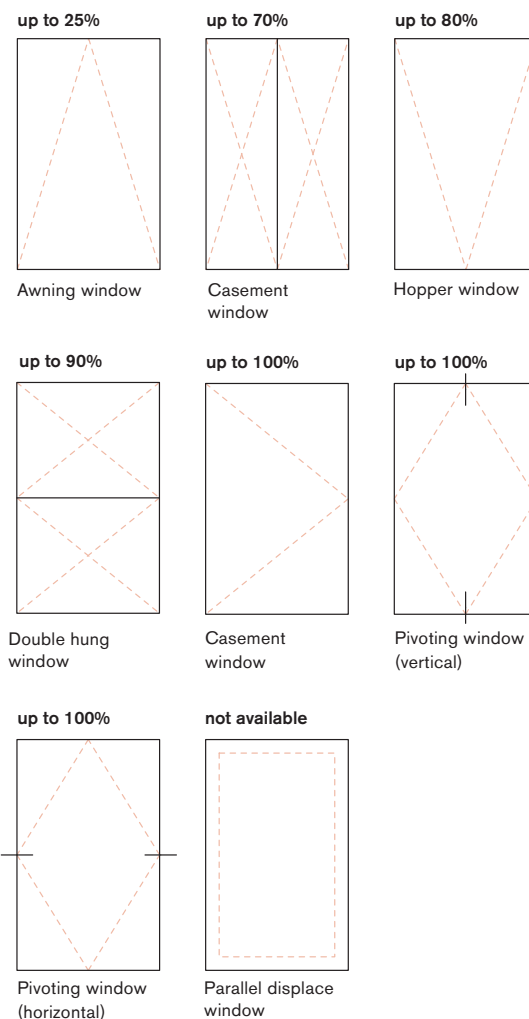 up to 25%
up to 70%
up to 80%
Awning window
Casement
window
Hopper window
up to 90%
up to 100%
up to 100%
Double hung
window
Casement
window
Pivoting window
(vertical)
up to 100%
not available
Pivoting window
(horizontal)
Parallel displace
window